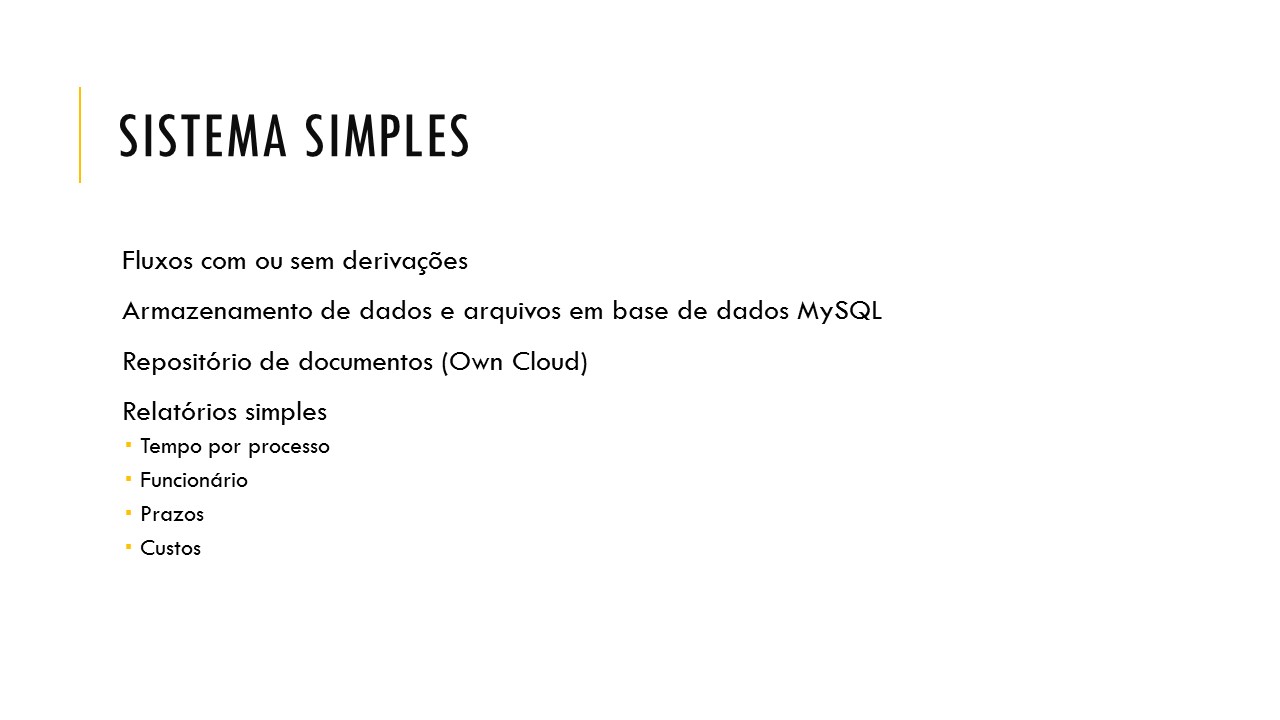 SISTEMA SIMPLES
Fluxos com ou sem derivações
Armazenamento de dados e arquivos em base de dados MySQL
Repositório de documentos (Own Cloud)
Relatórios simples
Tempo por processo
Funcionário
Prazos
Custos